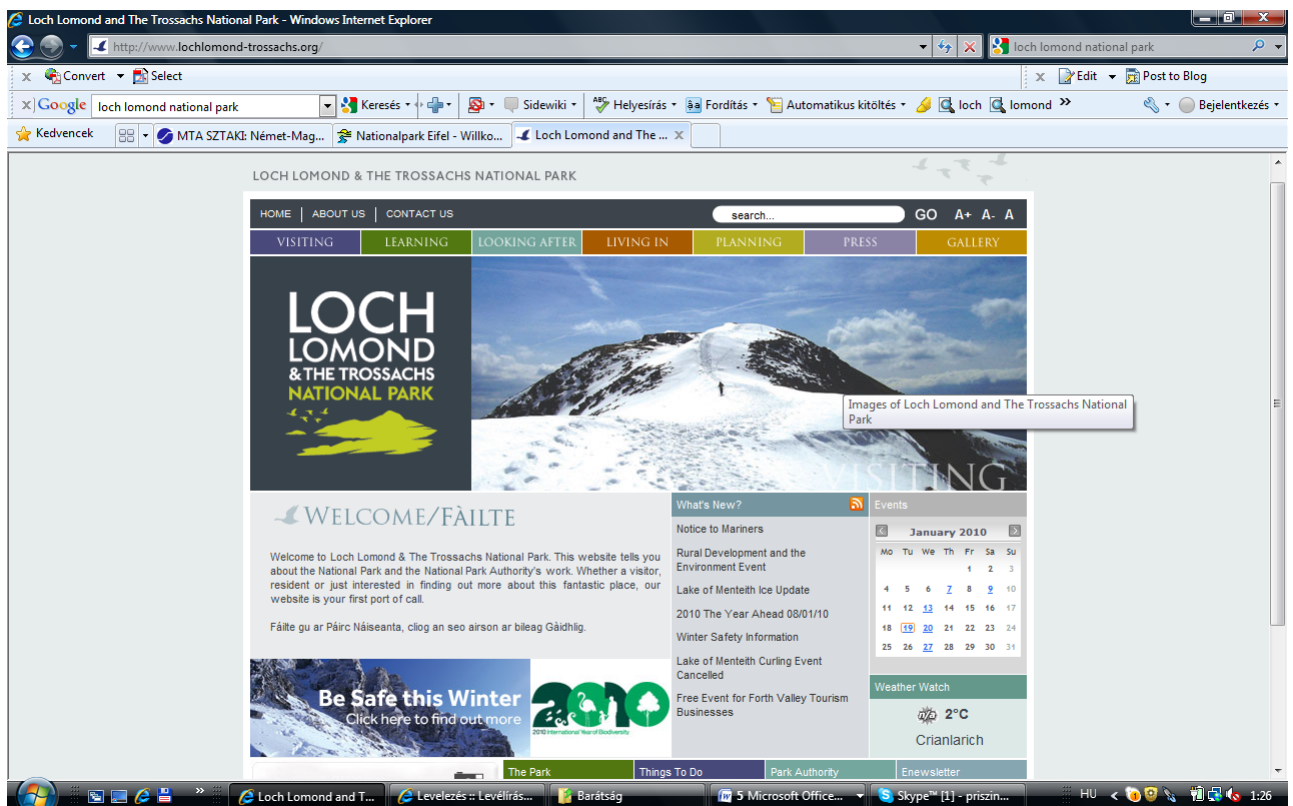 Loch Lomond and The Trossachs National Park - Windows Internet Explorer
http://www.lochlomond-trossachs.org/
loch lomond national park
x Convert Select
x Edit Post to Blog
x Google loch lomond national park Keresés Sidewiki Helyesírás Fordítás Automatikus kitöltés loch lomond » Bejelentkezés
Kedvencek MTA SZTAKI: Német-Mag... Nationalpark Eifel - Willko... Loch Lomond and The ... X
LOCH LOMOND & THE TROSSACHS NATIONAL PARK
HOME | ABOUT US | CONTACT US search... GO A+ A- A
VISITING LEARNING LOOKING AFTER LIVING IN PLANNING PRESS GALLERY
LOCH
LOMOND
& THE TROSSACHS
NATIONAL PARK
Images of Loch Lomond and The Trossachs National
Park
VISITING
WELCOME/FÀILTE
Welcome to Loch Lomond & The Trossachs National Park. This website tells you
about the National Park and the National Park Authority's work. Whether a visitor,
resident or just interested in finding out more about this fantastic place, our
website is your first port of call.
Fáilte gu ar Páirc Náiseanta, cliog an seo airson ar bileag Gàidhlig.
Be Safe this Winter
Click here to find out more
2010 International Year of Biodiversity
What's New?
Notice to Mariners
Rural Development and the
Environment Event
Lake of Menteith Ice Update
2010 The Year Ahead 08/01/10
Winter Safety Information
Lake of Menteith Curling Event
Cancelled
Free Event for Forth Valley Tourism
Businesses
Events
January 2010
Mo Tu We Th Fr Sa Su
1 2 3
4 5 6 7 8 9 10
11 12 13 14 15 16 17
18 19 20 21 22 23 24
25 26 27 28 29 30 31
Weather Watch
2°C
Crianlarich
The Park Things To Do Park Authority Enewsletter
» Loch Lomond and T... Levelezés :: Levélírás... Barátság 5 Microsoft Office... Skype™ [1] - priszin... HU < 1:26